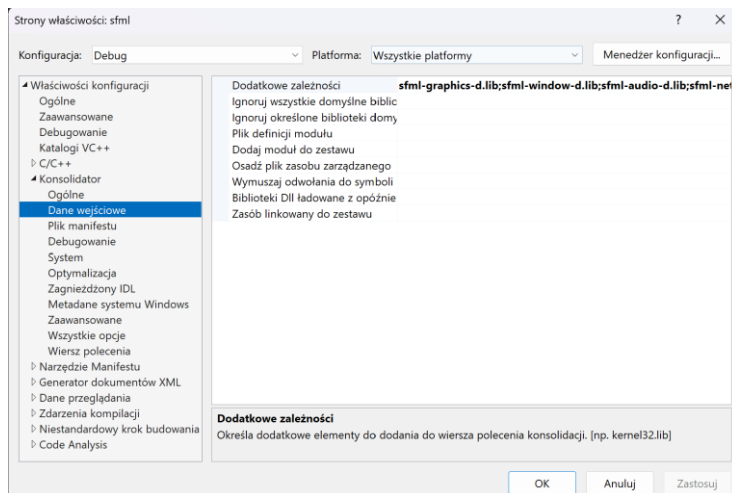 Strony właściwości: sfml
Konfiguracja: Debug Platforma: Wszystkie platformy Menedżer konfiguracji...
Właściwości konfiguracji
Ogólne
Zaawansowane
Debugowanie
Katalogi VC++
C/C++
Konsolidator
Ogólne
Dane wejściowe
Plik manifestu
Debugowanie
System
Optymalizacja
Zagnieżdżony IDL
Metadane systemu Windows
Zaawansowane
Wszystkie opcje
Wiersz polecenia
Narzędzie Manifestu
Generator dokumentów XML
Dane przeglądania
Zdarzenia kompilacji
Niestandardowy krok budowania
Code Analysis
Dodatkowe zależności sfml-graphics-d.lib;sfml-window-d.lib;sfml-audio-d.lib;sfml-net
Ignoruj wszystkie domyślne biblic
Ignoruj określone biblioteki domy
Plik definicji modułu
Dodaj moduł do zestawu
Osadź plik zasobu zarządzanego
Wymuszaj odwołania do symboli
Biblioteki Dll ładowane z opóźnie
Zasób linkowany do zestawu
Dodatkowe zależności
Określa dodatkowe elementy do dodania do wiersza polecenia konsolidacji. [np. kernel32.lib]
OK Anuluj Zastosuj